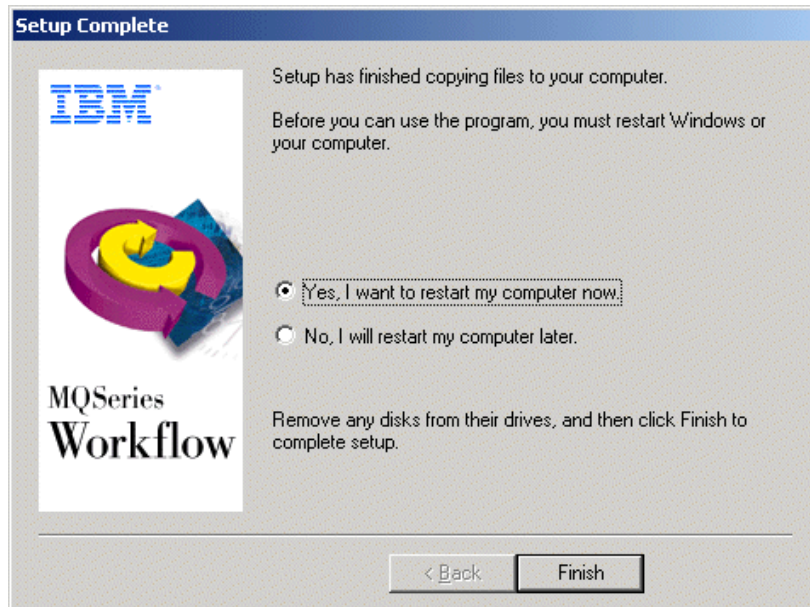 Setup Complete
IBM
Setup has finished copying files to your computer.
Before you can use the program, you must restart Windows or
your computer.
Yes, I want to restart my computer now.
No, I will restart my computer later.
MQSeries
Workflow
Remove any disks from their drives, and then click Finish to
complete setup.
< Back
Finish